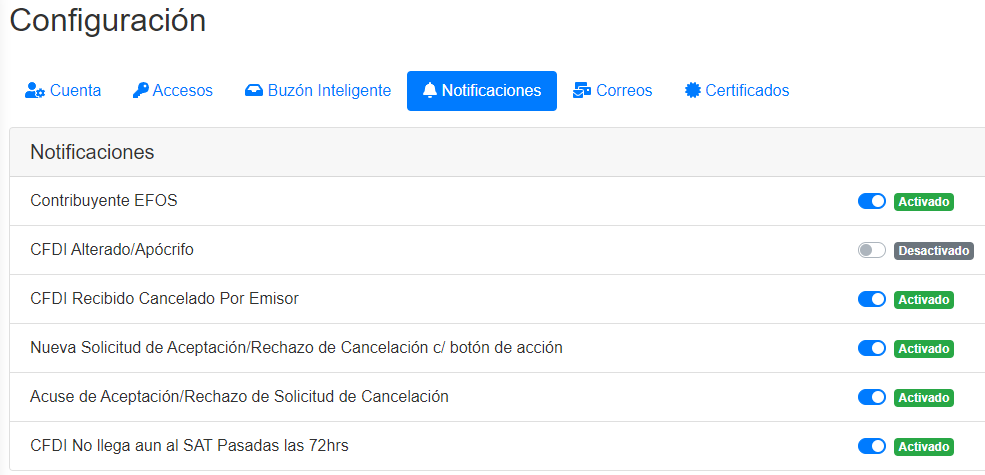 Configuración
Cuenta Accesos Buzón Inteligente Notificaciones Correos Certificados
Notificaciones
Contribuyente EFOS Activado
CFDI Alterado/Apócrifo Desactivado
CFDI Recibido Cancelado Por Emisor Activado
Nueva Solicitud de Aceptación/Rechazo de Cancelación c/ botón de acción Activado
Acuse de Aceptación/Rechazo de Solicitud de Cancelación Activado
CFDI No llega aun al SAT Pasadas las 72hrs Activado